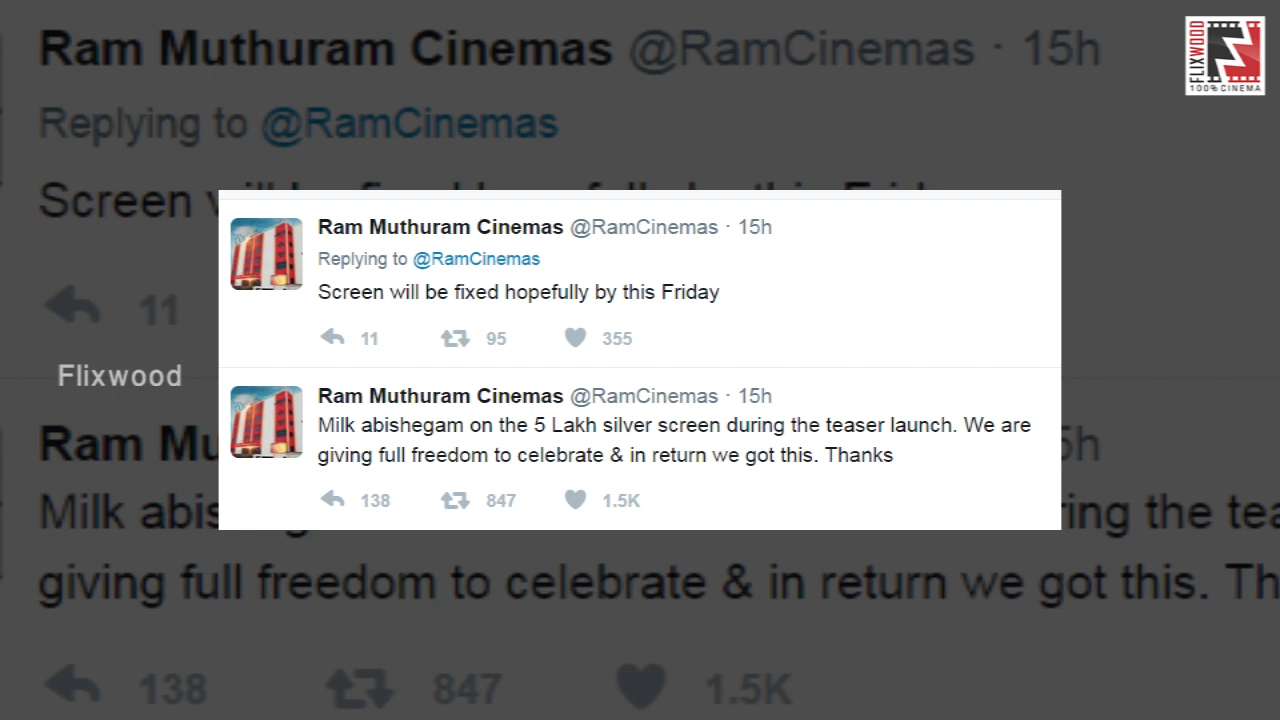 Ram Muthuram Cinemas @RamCinemas · 15h
Replying to @RamCinemas
Screen
11
Flixwood
FLIXWOOD
100% CINEMA
Ram Muthuram Cinemas @RamCinemas · 15h
Replying to @RamCinemas
Screen will be fixed hopefully by this Friday
11 95 355
Ram Muthuram Cinemas @RamCinemas · 15h
Milk abishegam on the 5 Lakh silver screen during the teaser launch. We are
giving full freedom to celebrate & in return we got this. Thanks
138 847 1.5K
Ram
Milk
giving full freedom to celebrate & in return we got this.
138 847 1.5K